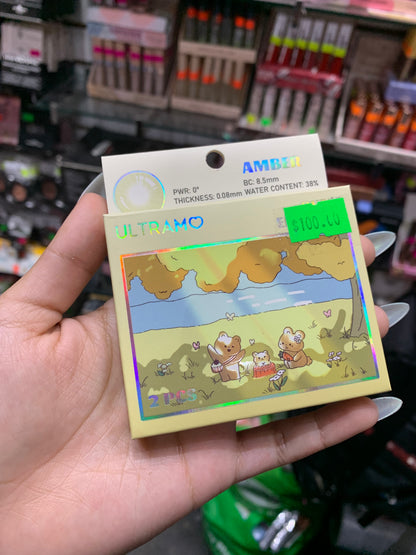 AMBER
PWR: 0°
BC: 8.5mm
THICKNESS: 0.08mm WATER CONTENT: 38%
ULTRAMO
$100.00
2 PCS